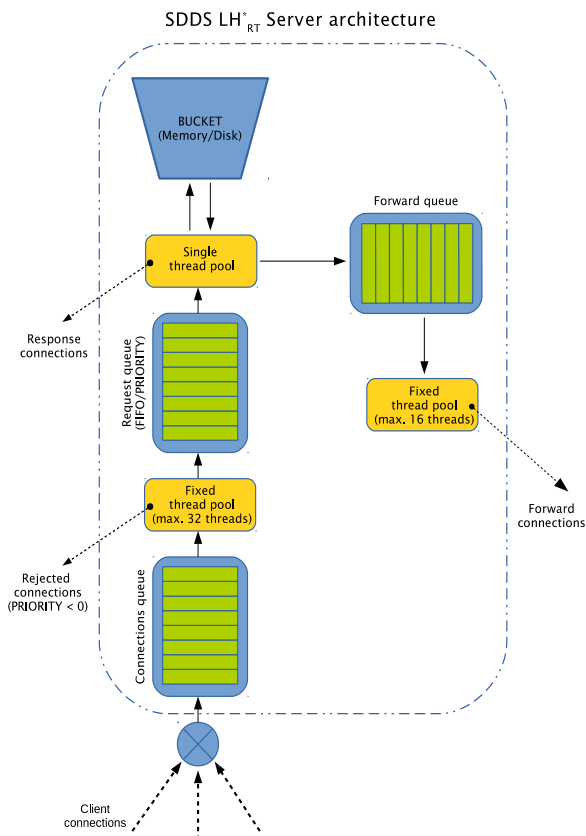 SDDS LH*RT Server architecture
BUCKET
(Memory/Disk)
Forward queue
Single
thread pool
Response
connections
Request queue
(FIFO/PRIORITY)
Fixed
thread pool
(max. 16 threads)
Fixed
thread pool
(max. 32 threads)
Forward
connections
Rejected
connections
(PRIORITY < 0)
Connections queue
Client
connections